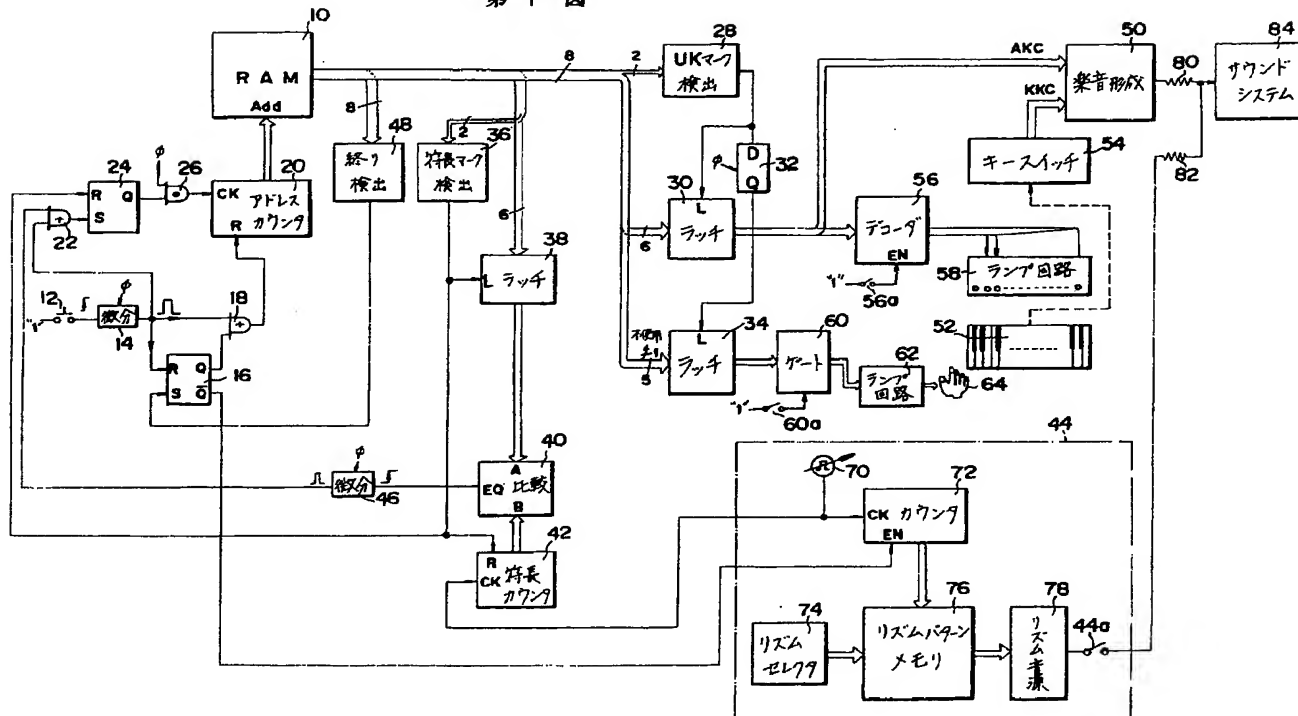 第 1 図
10
RAM
Add
8
48
終り
検出
2
36
符長マーク
検出
8
2
28
UKマーク
検出
AKC
50
楽音形成
80
84
サウンド
システム
KKC
54
キースイッチ
82
24
R Q
S
φ
26
22
20
CK アドレス
カウンタ
R
6
38
L ラッチ
φ
D
Q
32
30
L
6
ラッチ
56
デコーダ
EN
"1"
56a
58 ランプ回路
52
12
"1"
φ
微分
14
18
R Q
S Q̅
16
34
L
5
ラッチ
60
ゲート
"1"
60a
62
ランプ
回路
64
φ
微分
46
40
A
EQ 比較
B
42
R
CK 符長
カウンタ
44
70
72
CK カウンタ
EN
74
リズム
セレクタ
76
リズムパターン
メモリ
78
リズム音源
44a